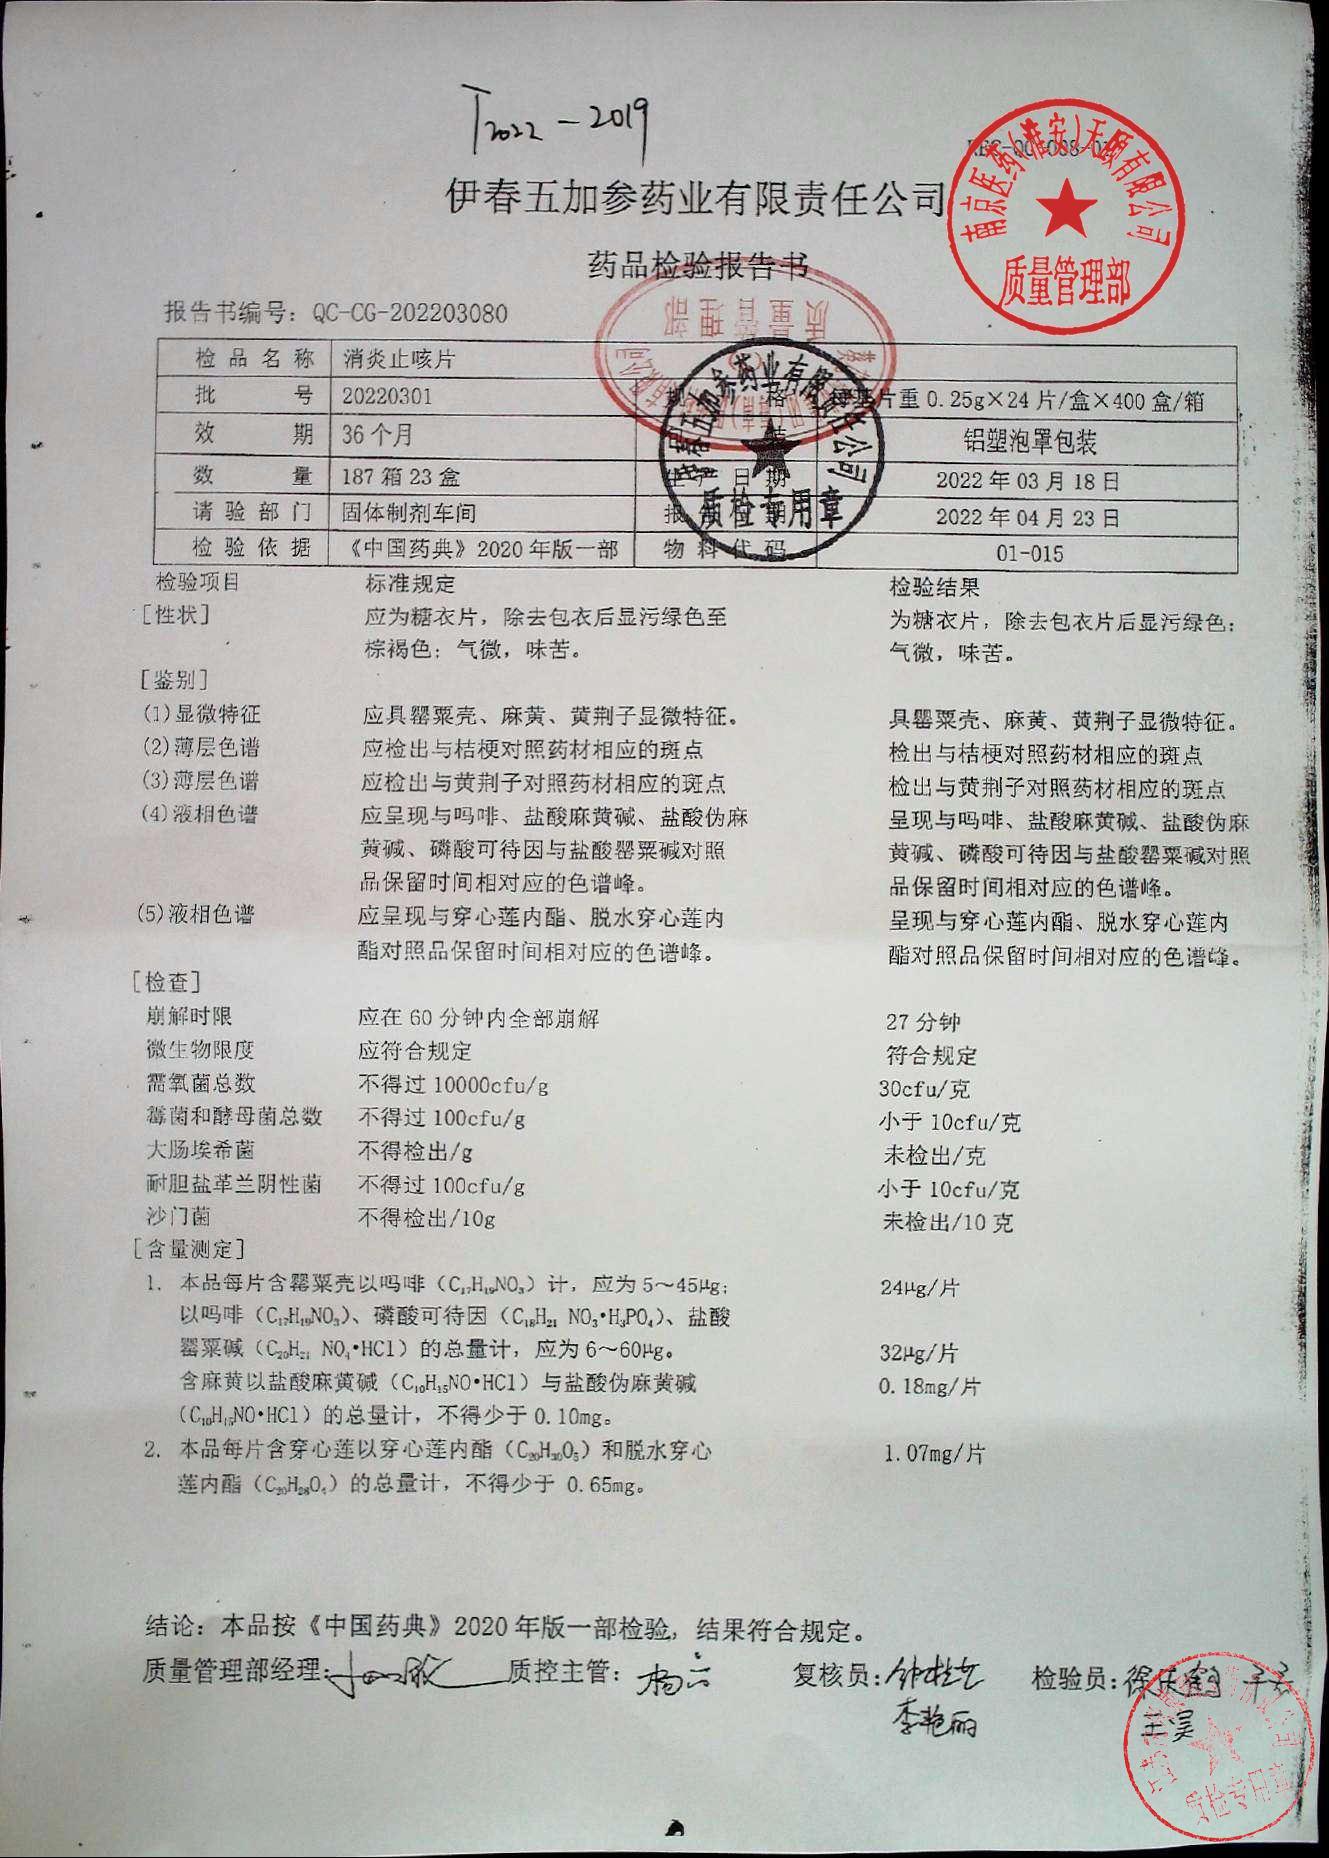 T2022-2019
伊春五加参药业有限责任公司
药品检验报告书
南京医药(淮安)天颐有限公司
质量管理部
报告书编号：QC-CG-202203080
质量管理部
检品名称 消炎止咳片
批号 20220301 规格 片重0.25g×24片/盒×400盒/箱
效期 36个月 装 铝塑泡罩包装
数量 187箱23盒 生产日期 2022年03月18日
请验部门 固体制剂车间 报 期 2022年04月23日
检验依据 《中国药典》2020年版一部 物料代码 01-015
伊春五加参药业有限责任公司
质检专用章
检验项目 标准规定 检验结果
[性状] 应为糖衣片，除去包衣后显污绿色至 为糖衣片，除去包衣片后显污绿色；
棕褐色；气微，味苦。 气微，味苦。
[鉴别]
(1)显微特征 应具罂粟壳、麻黄、黄荆子显微特征。 具罂粟壳、麻黄、黄荆子显微特征。
(2)薄层色谱 应检出与桔梗对照药材相应的斑点 检出与桔梗对照药材相应的斑点
(3)薄层色谱 应检出与黄荆子对照药材相应的斑点 检出与黄荆子对照药材相应的斑点
(4)液相色谱 应呈现与吗啡、盐酸麻黄碱、盐酸伪麻 呈现与吗啡、盐酸麻黄碱、盐酸伪麻
黄碱、磷酸可待因与盐酸罂粟碱对照 黄碱、磷酸可待因与盐酸罂粟碱对照
品保留时间相对应的色谱峰。 品保留时间相对应的色谱峰。
(5)液相色谱 应呈现与穿心莲内酯、脱水穿心莲内 呈现与穿心莲内酯、脱水穿心莲内
酯对照品保留时间相对应的色谱峰。 酯对照品保留时间相对应的色谱峰。
[检查]
崩解时限 应在60分钟内全部崩解 27分钟
微生物限度 应符合规定 符合规定
需氧菌总数 不得过10000cfu/g 30cfu/克
霉菌和酵母菌总数 不得过100cfu/g 小于10cfu/克
大肠埃希菌 不得检出/g 未检出/克
耐胆盐革兰阴性菌 不得过100cfu/g 小于10cfu/克
沙门菌 不得检出/10g 未检出/10克
[含量测定]
1. 本品每片含罂粟壳以吗啡（C₁₇H₁₉NO₃）计，应为5～45μg； 24μg/片
以吗啡（C₁₇H₁₉NO₃）、磷酸可待因（C₁₈H₂₁ NO₃•H₃PO₄）、盐酸
罂粟碱（C₂₀H₂₁ NO₄•HCl）的总量计，应为6～60μg。 32μg/片
含麻黄以盐酸麻黄碱（C₁₀H₁₅NO•HCl）与盐酸伪麻黄碱 0.18mg/片
（C₁₀H₁₅NO•HCl）的总量计，不得少于0.10mg。
2. 本品每片含穿心莲以穿心莲内酯（C₂₀H₃₀O₅）和脱水穿心 1.07mg/片
莲内酯（C₂₀H₂₈O₄）的总量计，不得少于 0.65mg。
结论：本品按《中国药典》2020年版一部检验，结果符合规定。
质量管理部经理： 质控主管： 复核员： 检验员：
李艳丽 王昊
质检专用章